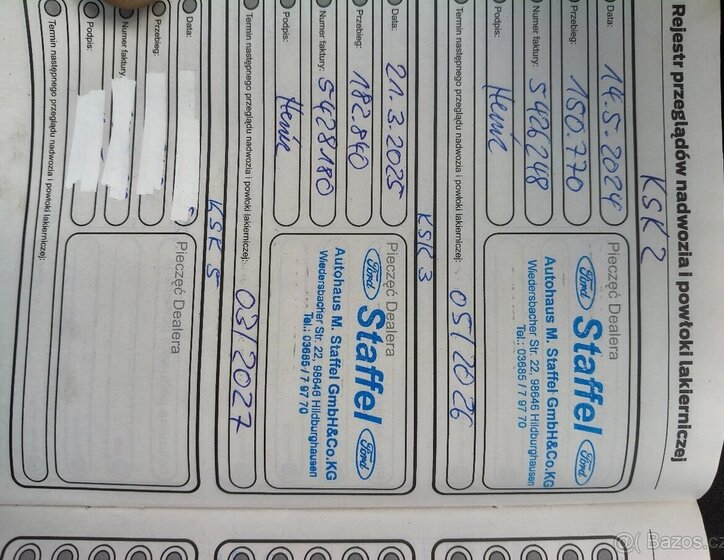 Rejestr przeglądów nadwozia i powłoki lakierniczej
KSK 2
Data: 14.5.2024
Przebieg: 150.770
Numer faktury: 5426248
Podpis:
Pieczęć Dealera
Ford Staffel Ford
Autohaus M. Staffel GmbH&Co.KG
Wiedersbacher Str. 22, 98646 Hildburghausen
Tel.: 03685 / 7 97 70
Termin następnego przeglądu nadwozia i powłoki lakierniczej: 05/2026
KSK 3
Data: 21.3.2025
Przebieg: 182.840
Numer faktury: 5428180
Podpis:
Pieczęć Dealera
Ford Staffel Ford
Autohaus M. Staffel GmbH&Co.KG
Wiedersbacher Str. 22, 98646 Hildburghausen
Tel.: 03685 / 7 97 70
Termin następnego przeglądu nadwozia i powłoki lakierniczej: 03/2027
KSK 5
Data:
Przebieg:
Numer faktury:
Podpis:
Pieczęć Dealera
Termin następnego przeglądu nadwozia i powłoki lakierniczej:
Bazos.cz